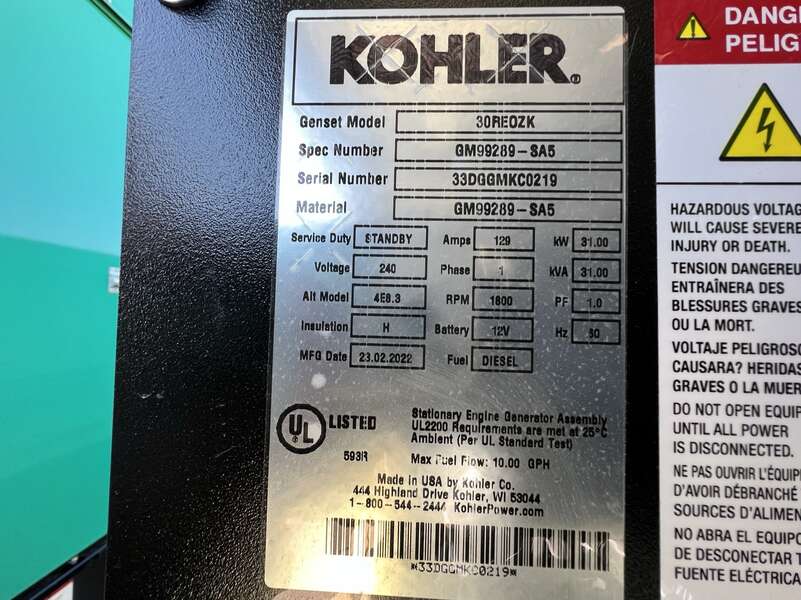 KOHLER®
Genset Model 30REOZK
Spec Number GM99289-SA5
Serial Number 33DGGMKC0219
Material GM99289-SA5
Service Duty STANDBY Amps 129 kW 31.00
Voltage 240 Phase 1 kVA 31.00
Alt Model 4E8.3 RPM 1800 PF 1.0
Insulation H Battery 12V Hz 60
MFG Date 23.02.2022 Fuel DIESEL
UL LISTED
593R
Stationary Engine Generator Assembly
UL2200 Requirements are met at 25°C
Ambient (Per UL Standard Test)
Max Fuel Flow: 10.00 GPH
Made in USA by Kohler Co.
444 Highland Drive Kohler, WI 53044
1-800-544-2444 KohlerPower.com
*33DGGMKC0219*
DANG
PELIG
HAZARDOUS VOLTAG
WILL CAUSE SEVERE
INJURY OR DEATH.
TENSION DANGEREU
ENTRAÎNERA DES
BLESSURES GRAVES
OU LA MORT.
VOLTAJE PELIGROSO
CAUSARA? HERIDAS
GRAVES O LA MUER
DO NOT OPEN EQUIP
UNTIL ALL POWER
IS DISCONNECTED.
NE PAS OUVRIR L'ÉQUIP
D'AVOIR DÉBRANCHÉ
SOURCES D'ALIMEN
NO ABRA EL EQUIPO
DE DESCONECTAR T
FUENTE ELÉCTRICA